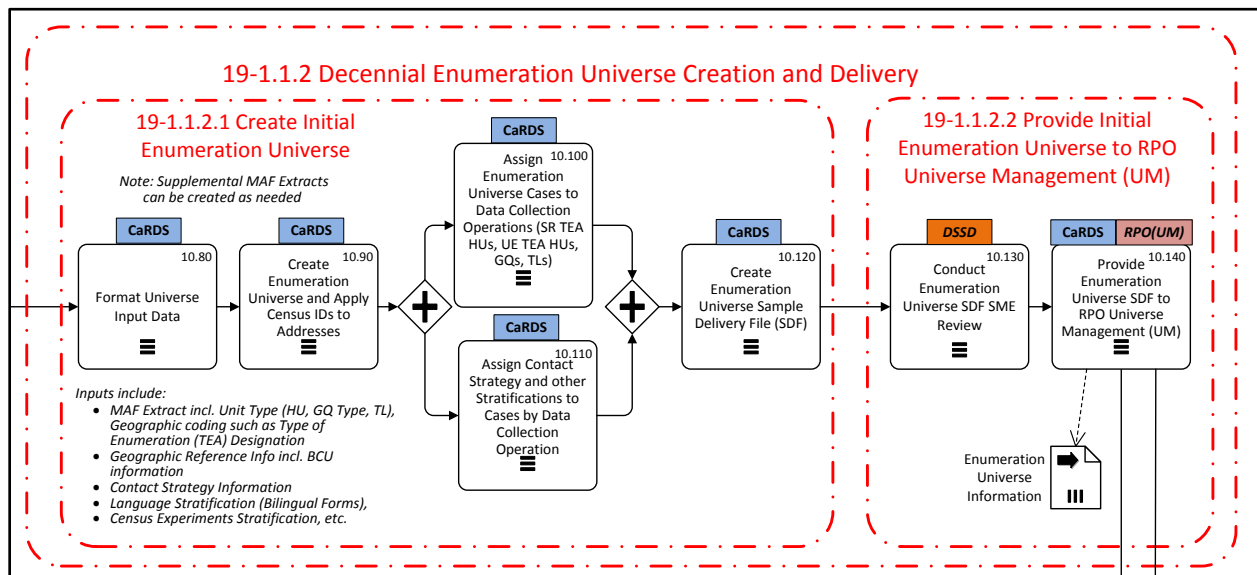 19-1.1.2 Decennial Enumeration Universe Creation and Delivery
19-1.1.2.1 Create Initial
Enumeration Universe
Note: Supplemental MAF Extracts
can be created as needed
CaRDS
10.80
Format Universe
Input Data
CaRDS
10.90
Create
Enumeration
Universe and Apply
Census IDs to
Addresses
CaRDS
10.100
Assign
Enumeration
Universe Cases to
Data Collection
Operations (SR TEA
HUs, UE TEA HUs,
GQs, TLs)
CaRDS
10.110
Assign Contact
Strategy and other
Stratifications to
Cases by Data
Collection
Operation
CaRDS
10.120
Create
Enumeration
Universe Sample
Delivery File (SDF)
Inputs include:
• MAF Extract incl. Unit Type (HU, GQ Type, TL),
Geographic coding such as Type of
Enumeration (TEA) Designation
• Geographic Reference Info incl. BCU
information
• Contact Strategy Information
• Language Stratification (Bilingual Forms),
• Census Experiments Stratification, etc.
19-1.1.2.2 Provide Initial
Enumeration Universe to RPO
Universe Management (UM)
DSSD
10.130
Conduct
Enumeration
Universe SDF SME
Review
CaRDS
RPO(UM)
10.140
Provide
Enumeration
Universe SDF to
RPO Universe
Management (UM)
Enumeration
Universe
Information